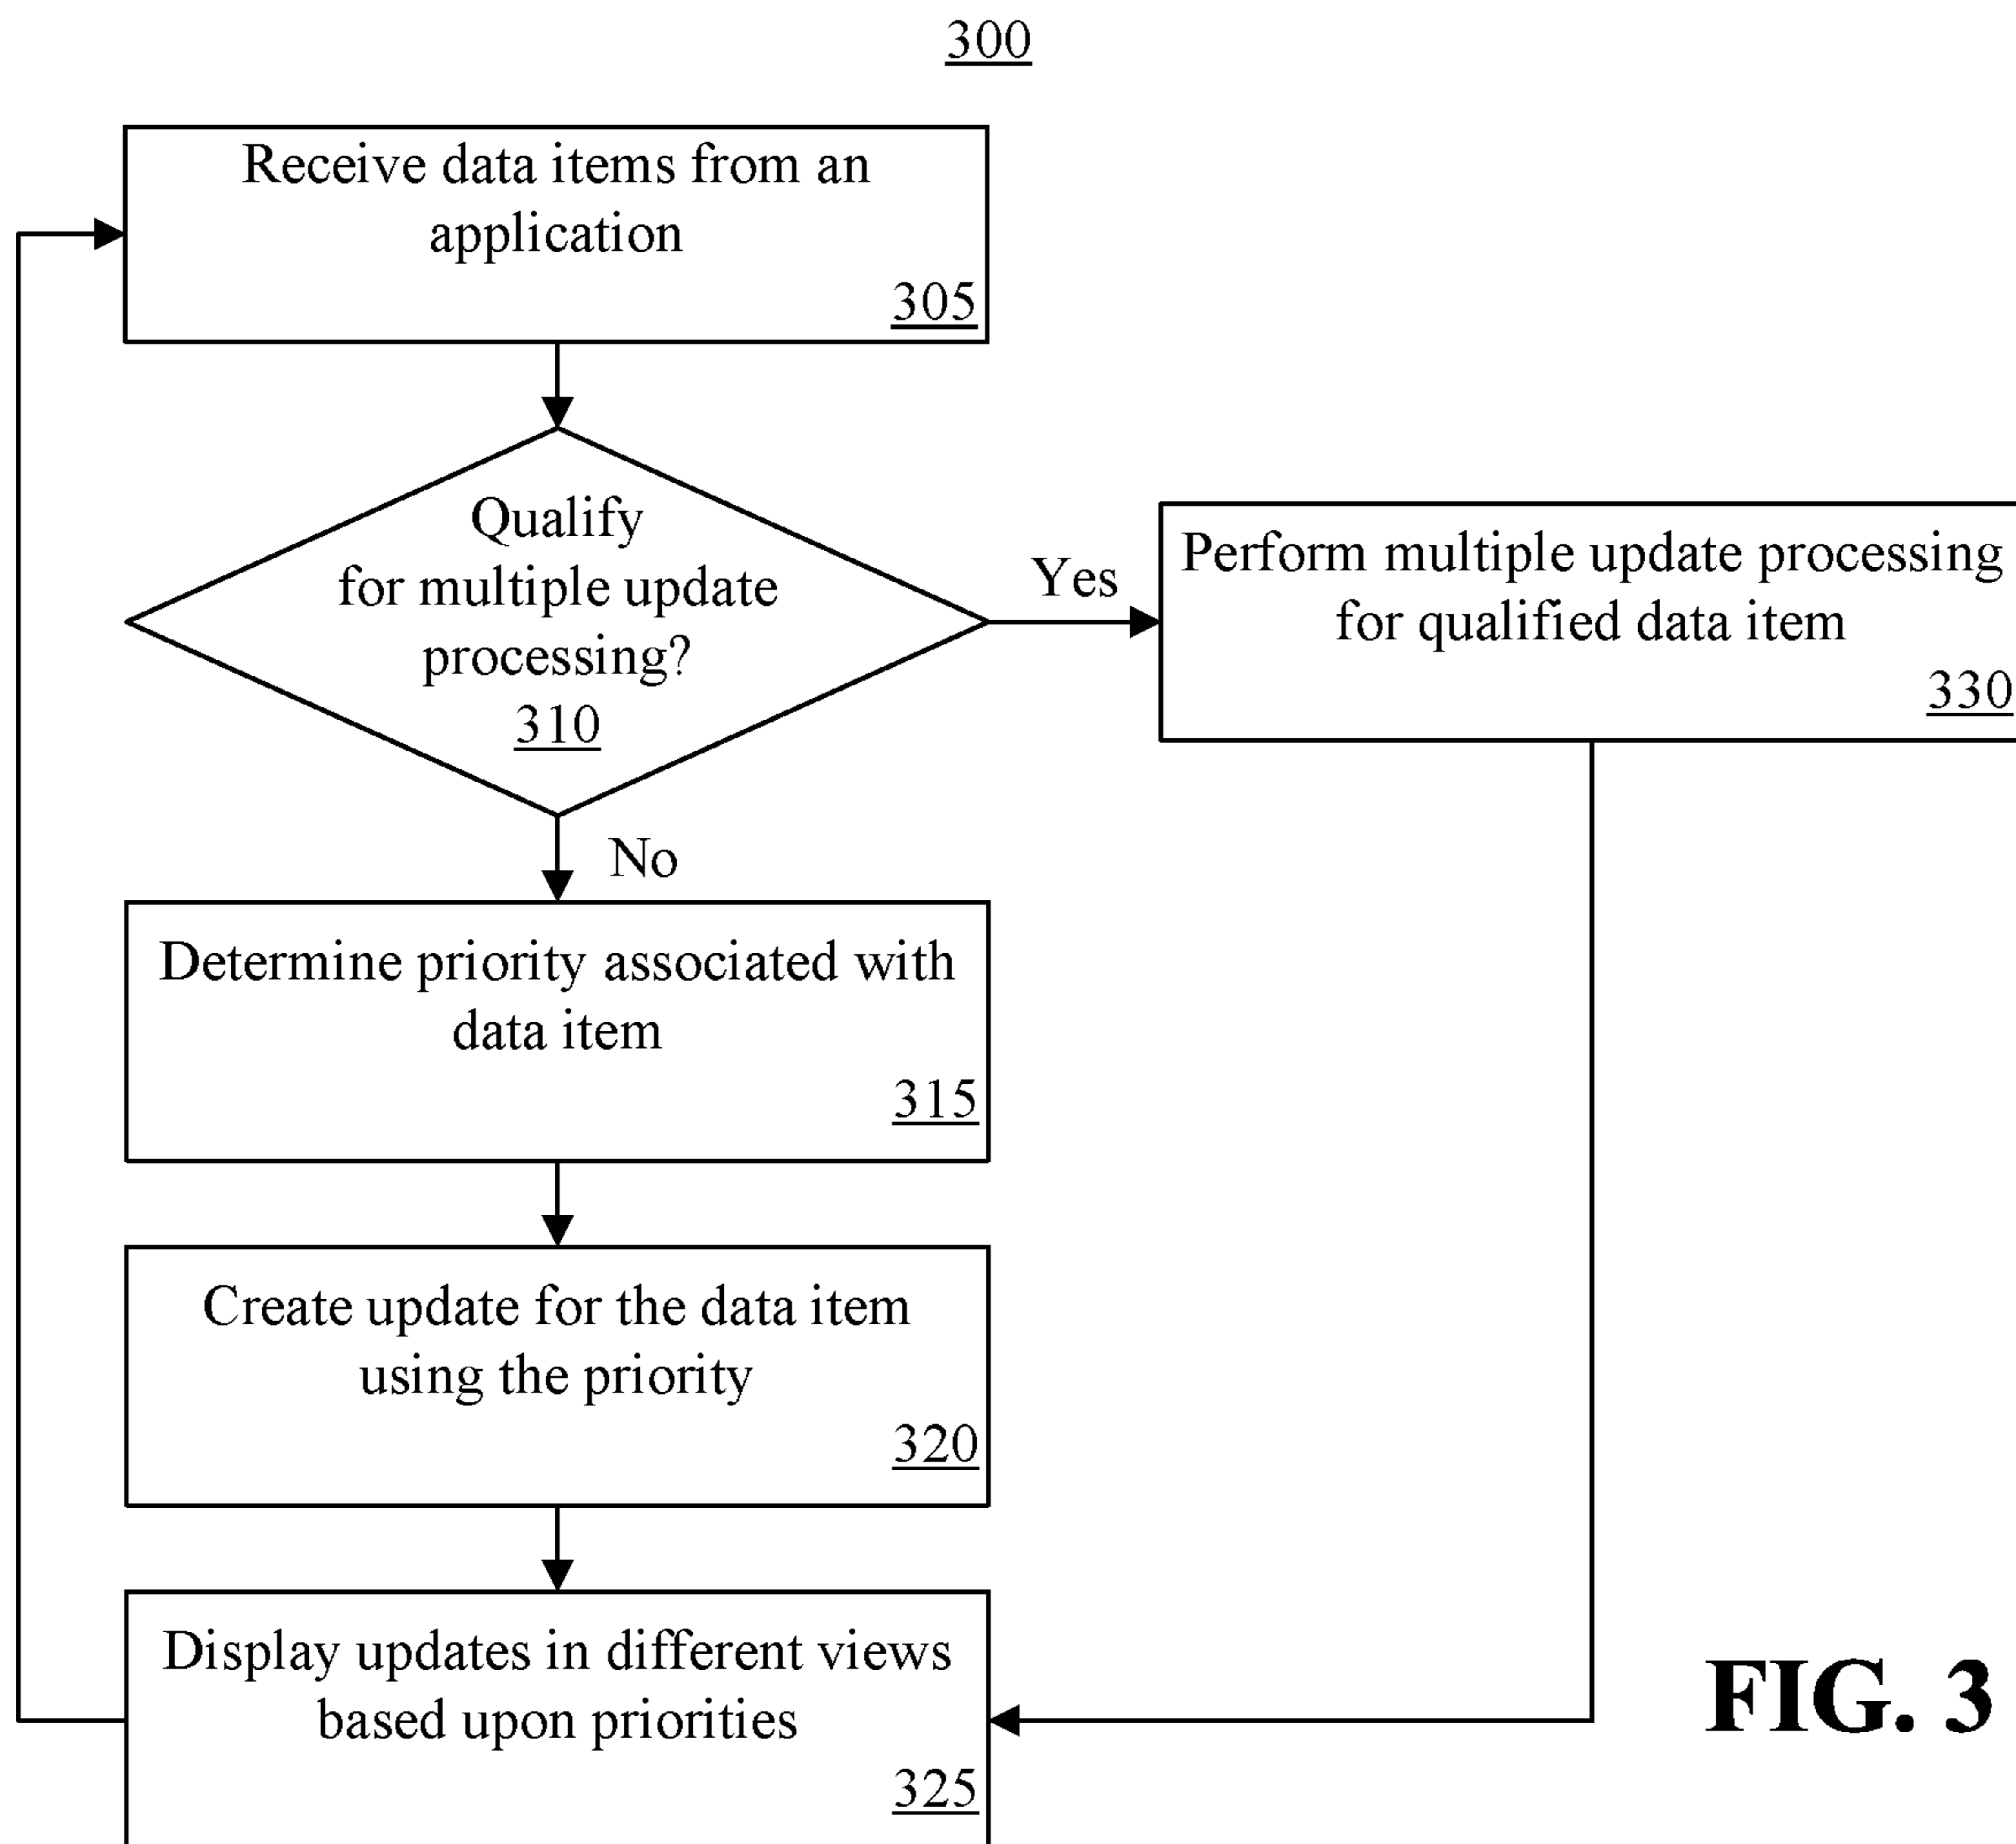 300
Receive data items from an
application
305
Qualify
for multiple update
processing?
310
Yes
Perform multiple update processing
for qualified data item
330
No
Determine priority associated with
data item
315
Create update for the data item
using the priority
320
Display updates in different views
based upon priorities
325
FIG. 3